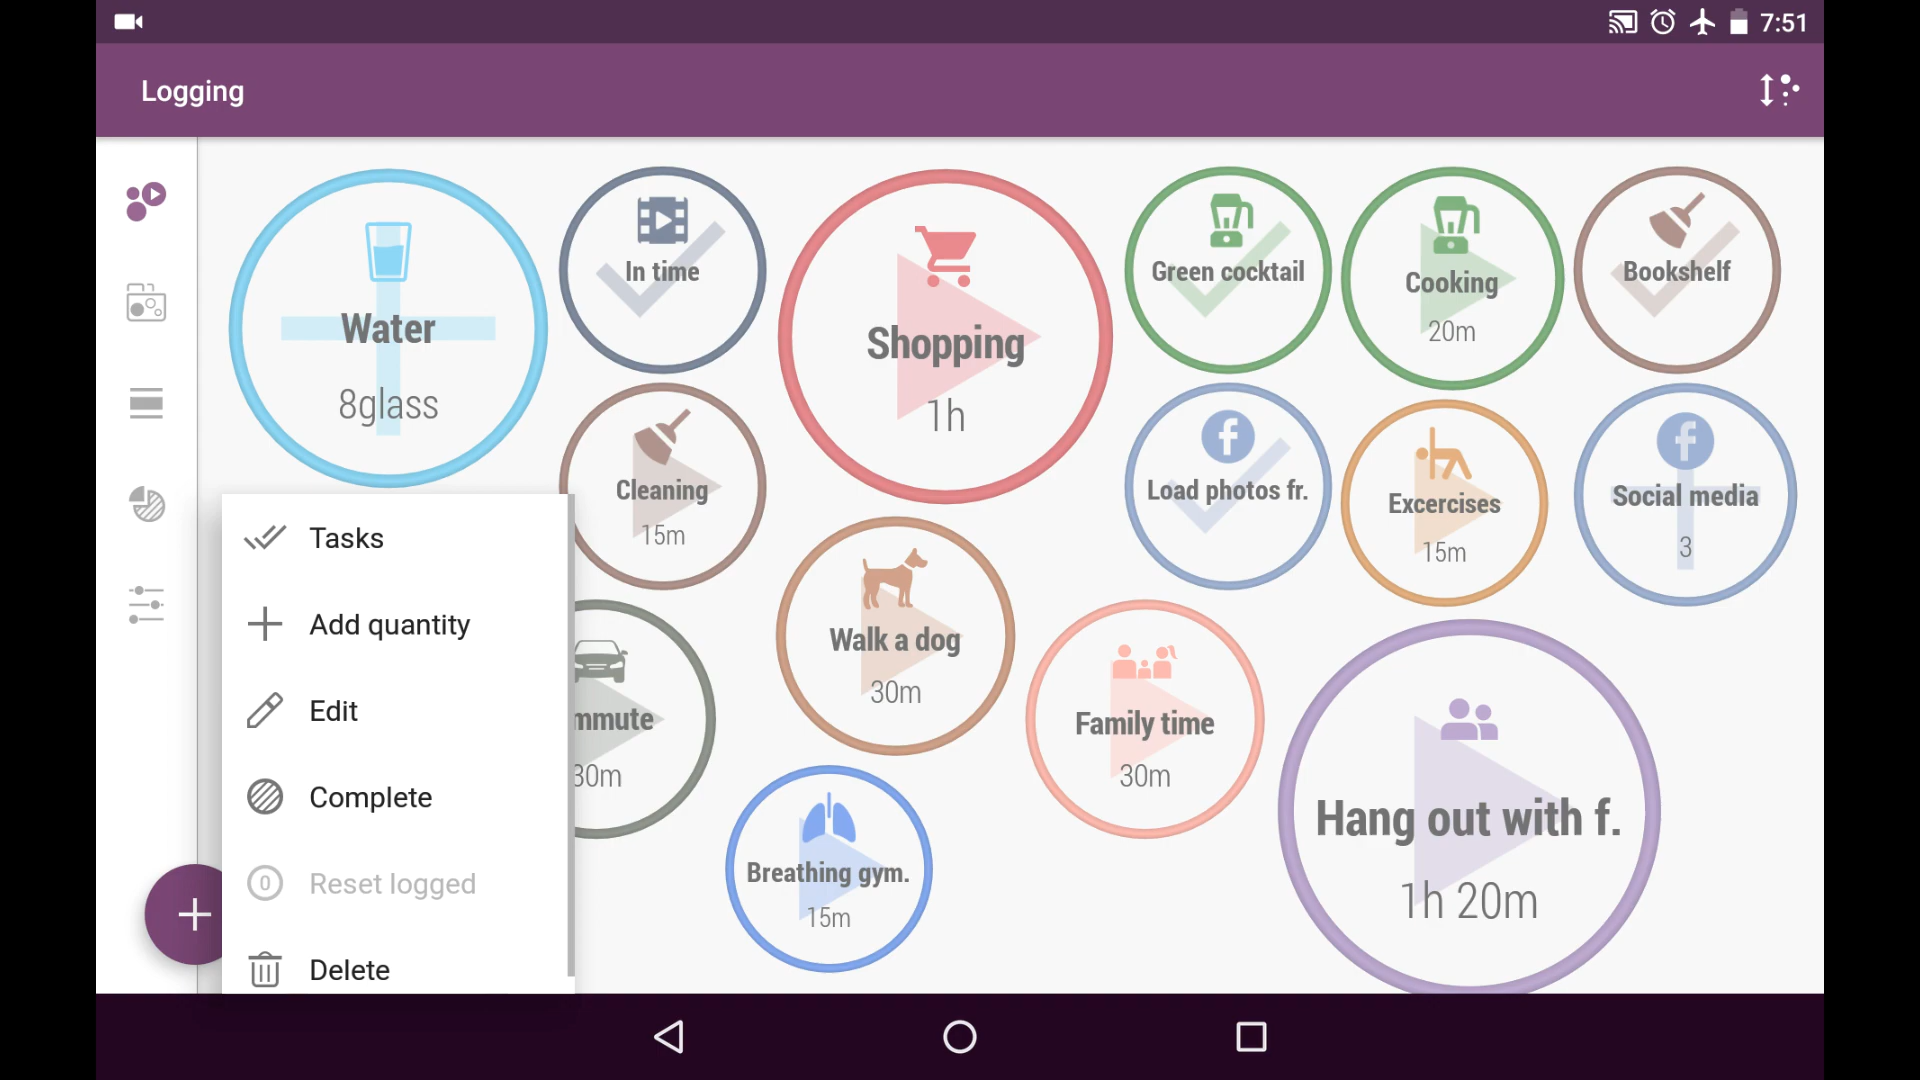 7:51
Logging
Water
8glass
In time
Shopping
1h
Green cocktail
Cooking
20m
Bookshelf
Cleaning
15m
Load photos fr.
Excercises
15m
Social media
3
Tasks
Add quantity
Edit
Complete
0
Reset logged
Delete
mmute
30m
Walk a dog
30m
Family time
30m
Breathing gym.
15m
Hang out with f.
1h 20m